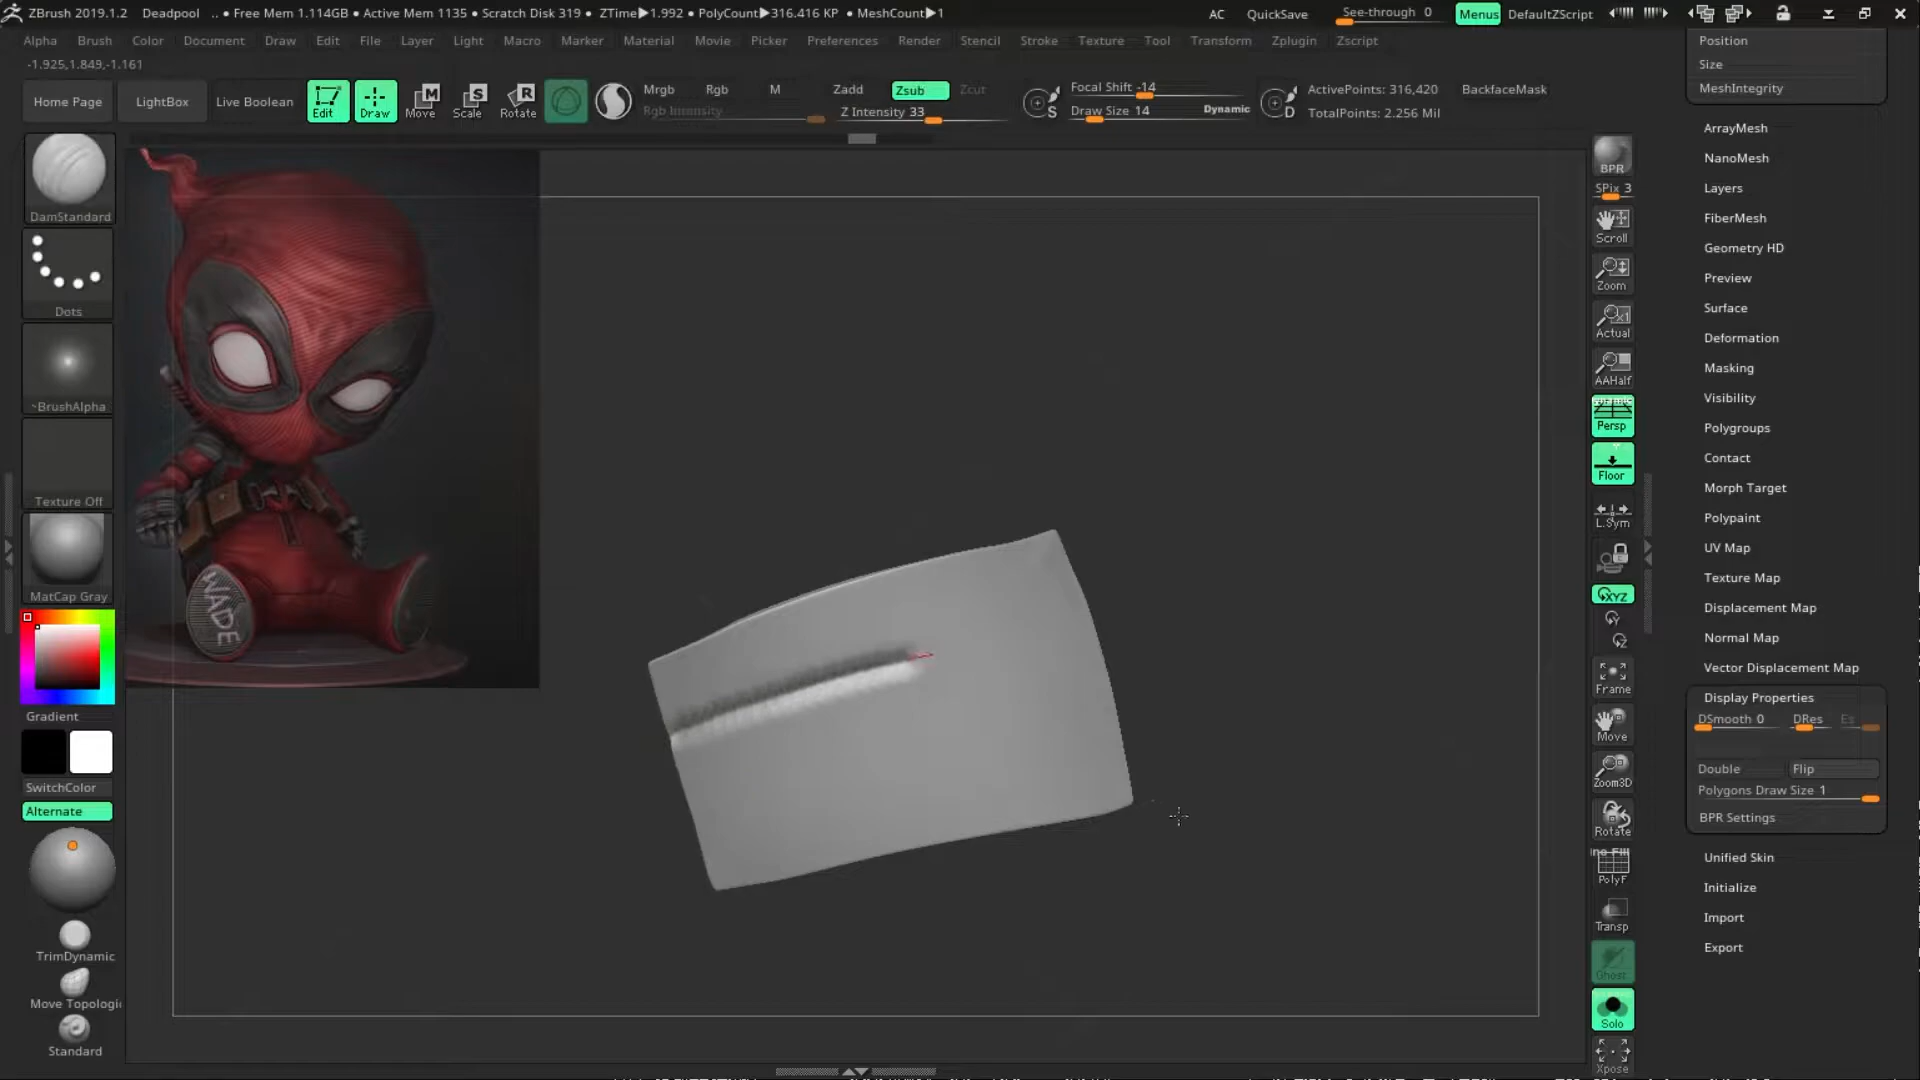 ZBrush 2019.1.2 Deadpool .. • Free Mem 1.114GB • Active Mem 1135 • Scratch Disk 319 • ZTime▶1.992 • PolyCount▶316.416 KP • MeshCount▶1 AC QuickSave See-through 0 Menus DefaultZScript
Alpha Brush Color Document Draw Edit File Layer Light Macro Marker Material Movie Picker Preferences Render Stencil Stroke Texture Tool Transform Zplugin Zscript
-1.925,1.849,-1.161
Home Page LightBox Live Boolean Edit Draw Move Scale Rotate
Mrgb Rgb M Zadd Zsub Zcut
Rgb Intensity Z Intensity 33
Focal Shift -14
Draw Size 14 Dynamic
ActivePoints: 316,420 BackfaceMask
TotalPoints: 2.256 Mil
DamStandard
Dots
~BrushAlpha
Texture Off
MatCap Gray
Gradient
SwitchColor
Alternate
TrimDynamic
Move Topologi
Standard
WADE
BPR
SPix 3
Scroll
Zoom
Actual
AAHalf
Persp
Floor
L.Sym
XYZ
Frame
Move
Zoom3D
Rotate
PolyF
Transp
Ghost
Solo
Xpose
Position
Size
MeshIntegrity
ArrayMesh
NanoMesh
Layers
FiberMesh
Geometry HD
Preview
Surface
Deformation
Masking
Visibility
Polygroups
Contact
Morph Target
Polypaint
UV Map
Texture Map
Displacement Map
Normal Map
Vector Displacement Map
Display Properties
DSmooth 0 DRes Es
Double Flip
Polygons Draw Size 1
BPR Settings
Unified Skin
Initialize
Import
Export